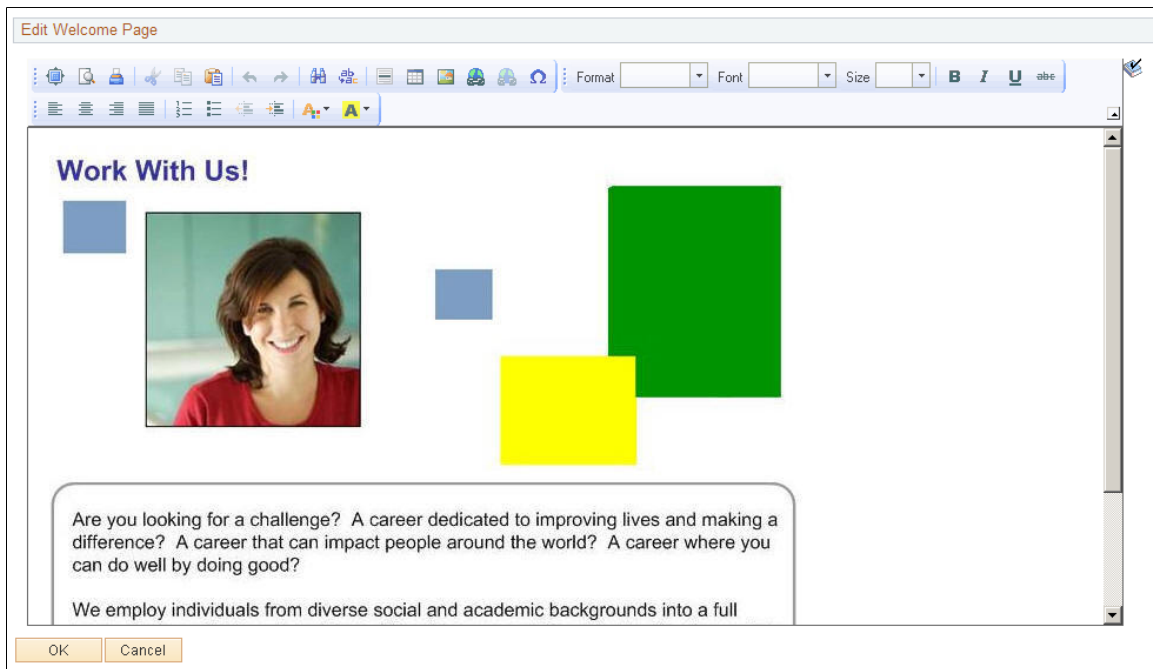 Edit Welcome Page
Format Font Size B I U abc
Work With Us!
Are you looking for a challenge?  A career dedicated to improving lives and making a
difference?  A career that can impact people around the world?  A career where you
can do well by doing good?
We employ individuals from diverse social and academic backgrounds into a full
OK Cancel